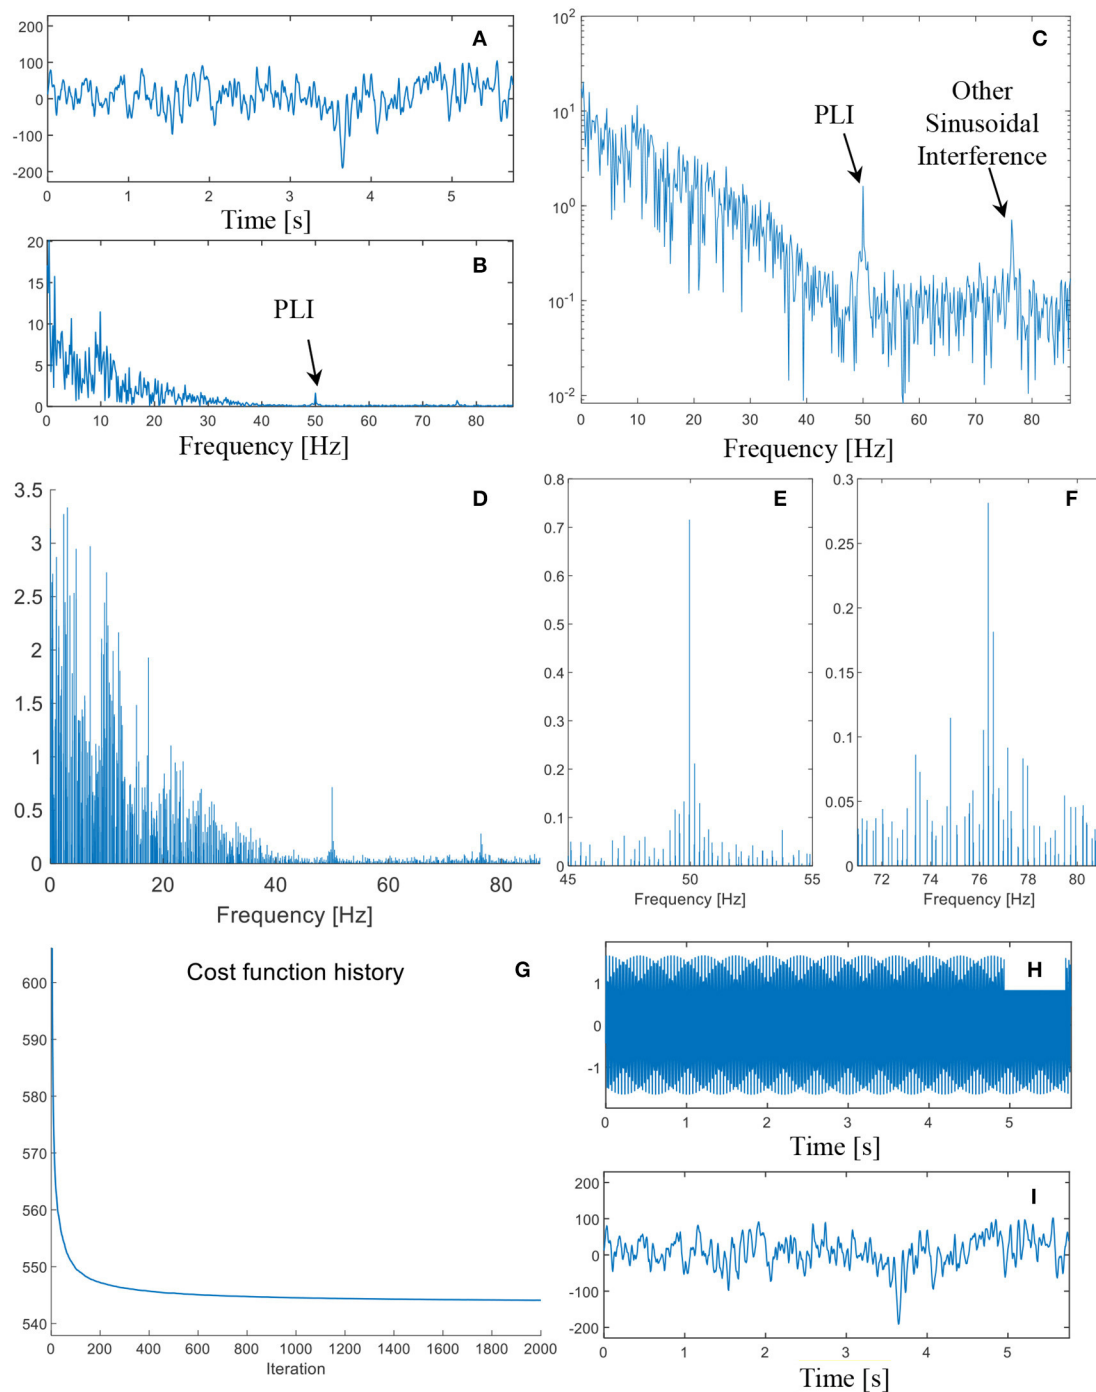 A
200
100
0
-100
-200
0 1 2 3 4 5
Time [s]
B
20
15
10
5
0
PLI
0 10 20 30 40 50 60 70 80
Frequency [Hz]
C
10^2
10^1
10^0
10^-1
10^-2
PLI
Other
Sinusoidal
Interference
0 10 20 30 40 50 60 70 80
Frequency [Hz]
D
3.5
3
2.5
2
1.5
1
0.5
0
0 20 40 60 80
Frequency [Hz]
E
0.8
0.7
0.6
0.5
0.4
0.3
0.2
0.1
0
45 50 55
Frequency [Hz]
F
0.3
0.25
0.2
0.15
0.1
0.05
0
72 74 76 78 80
Frequency [Hz]
Cost function history
G
600
590
580
570
560
550
540
0 200 400 600 800 1000 1200 1400 1600 1800 2000
Iteration
H
1
0
-1
0 1 2 3 4 5
Time [s]
I
200
100
0
-100
-200
0 1 2 3 4 5
Time [s]